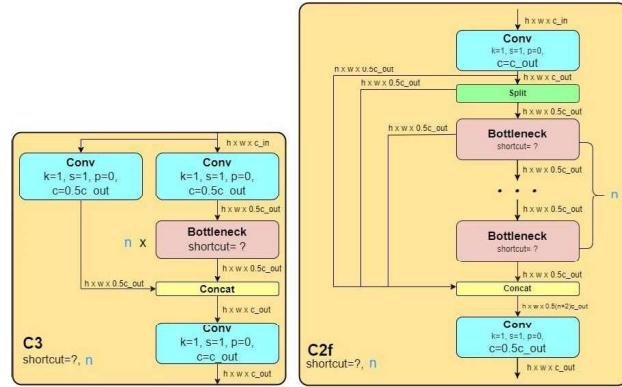 h x w x c_in
Conv
k=1, s=1, p=0,
c=0.5c_out
Conv
k=1, s=1, p=0,
c=0.5c_out
h x w x 0.5c_out
n x
Bottleneck
shortcut= ?
h x w x 0.5c_out
h x w x 0.5c_out
Concat
h x w x c_out
Conv
k=1, s=1, p=0,
c=c_out
C3
shortcut=?, n
h x w x c_out
h x w x c_in
Conv
k=1, s=1, p=0,
c=c_out
h x w x 0.5c_out
h x w x c_out
h x w x 0.5c_out
Split
h x w x 0.5c_out
h x w x 0.5c_out
Bottleneck
shortcut= ?
h x w x 0.5c_out
• • •
n
h x w x 0.5c_out
Bottleneck
shortcut= ?
h x w x 0.5c_out
Concat
h x w x 0.5(n+2)c_out
Conv
k=1, s=1, p=0,
c=0.5c_out
C2f
shortcut=?, n
h x w x c_out